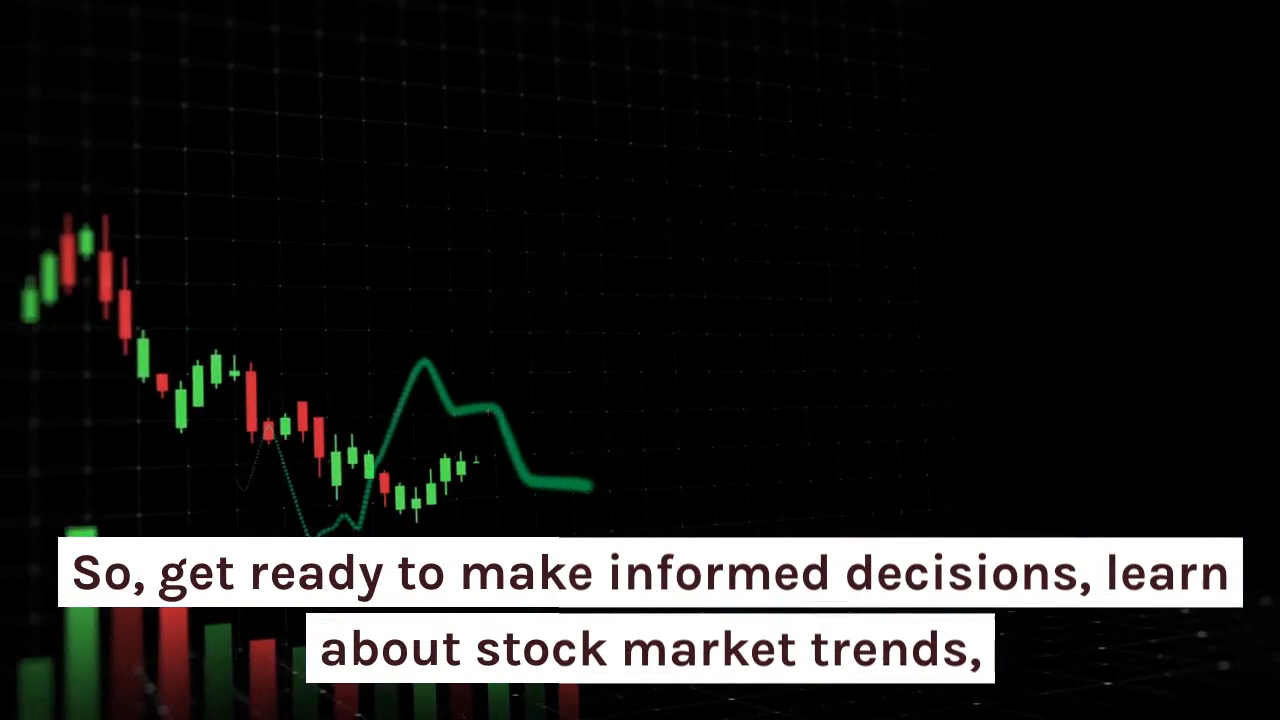 So, get ready to make informed decisions, learn
about stock market trends,